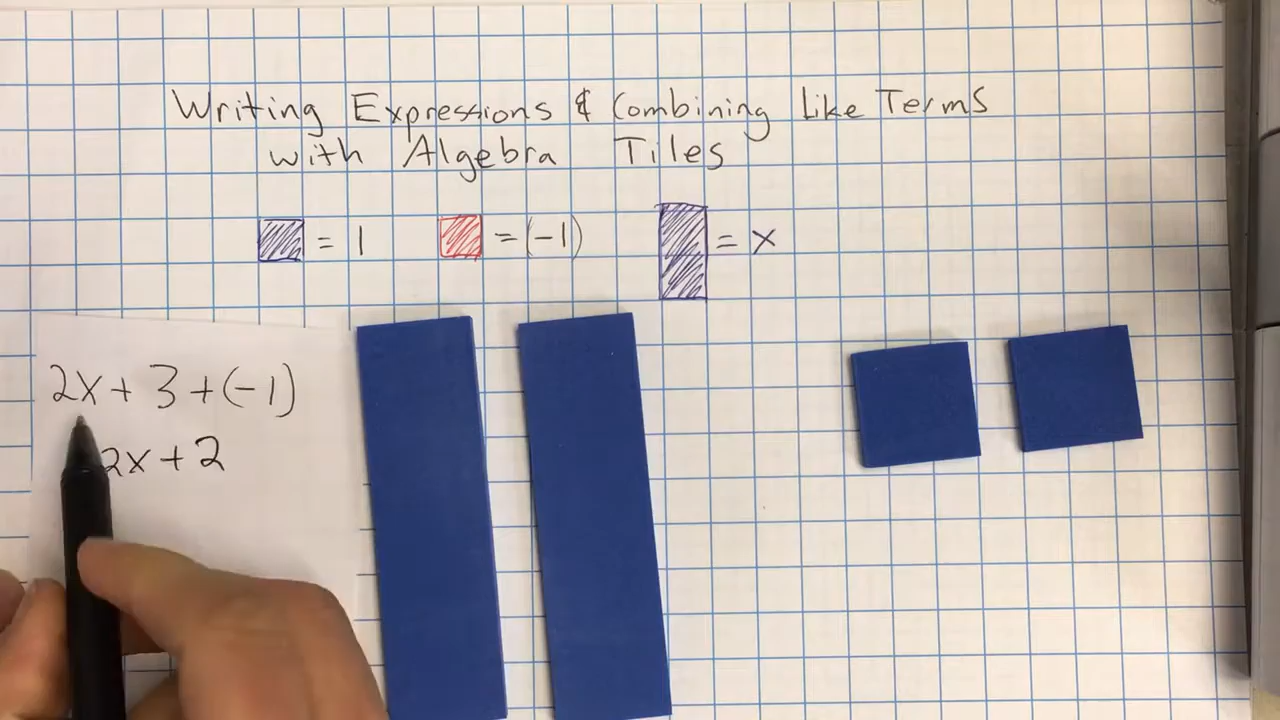 Writing Expressions & Combining Like Terms
with Algebra Tiles
= 1 = (-1) = x
2x + 3 + (-1)
2x + 2